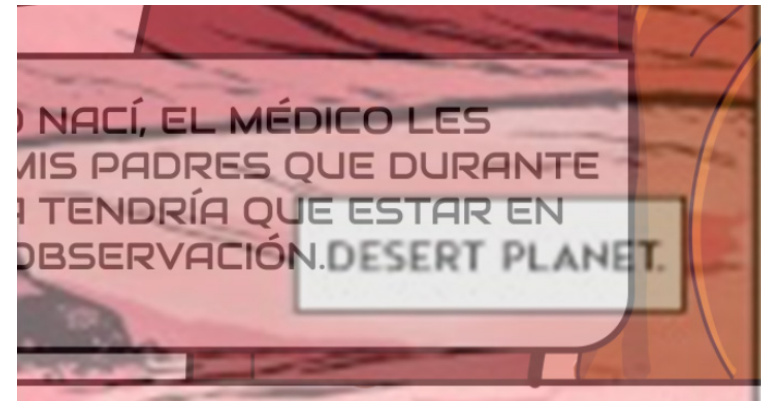 NACÍ, EL MÉDICO LES
MIS PADRES QUE DURANTE
TENDRÍA QUE ESTAR EN
OBSERVACIÓN.
DESERT PLANET.